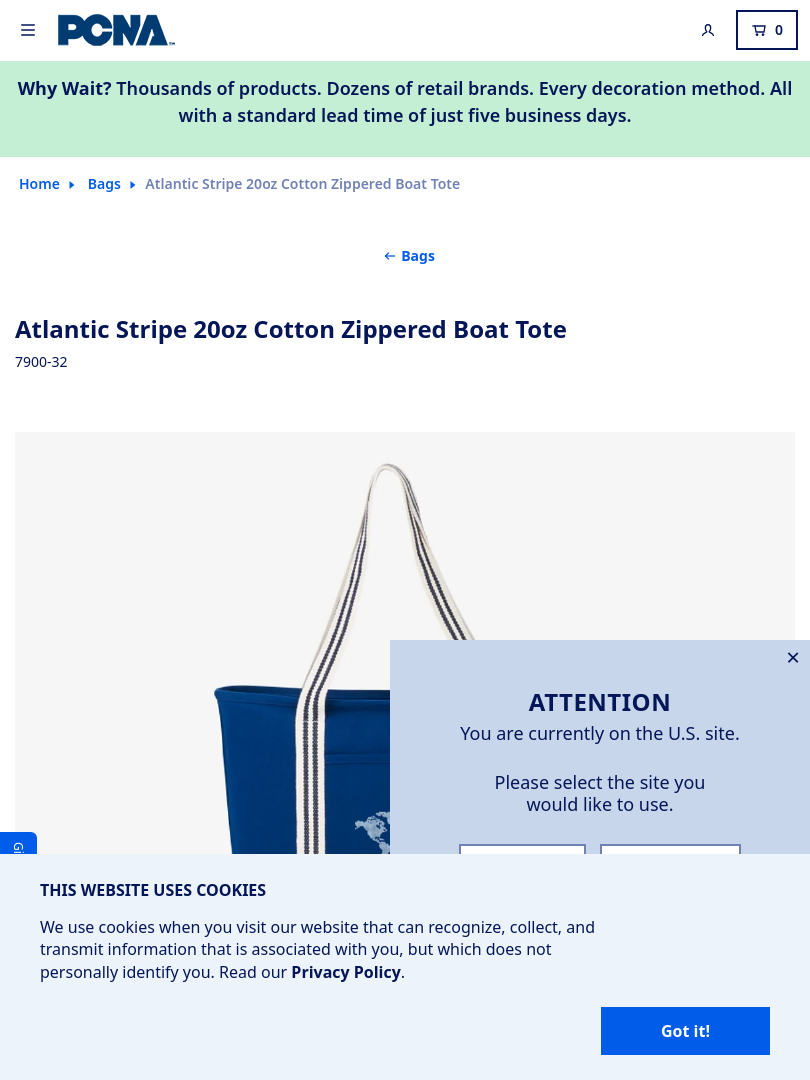 PCNA
0
Why Wait? Thousands of products. Dozens of retail brands. Every decoration method. All
with a standard lead time of just five business days.
Home Bags Atlantic Stripe 20oz Cotton Zippered Boat Tote
← Bags
Atlantic Stripe 20oz Cotton Zippered Boat Tote
7900-32
ATTENTION
You are currently on the U.S. site.
Please select the site you
would like to use.
THIS WEBSITE USES COOKIES
We use cookies when you visit our website that can recognize, collect, and
transmit information that is associated with you, but which does not
personally identify you. Read our Privacy Policy.
Got it!